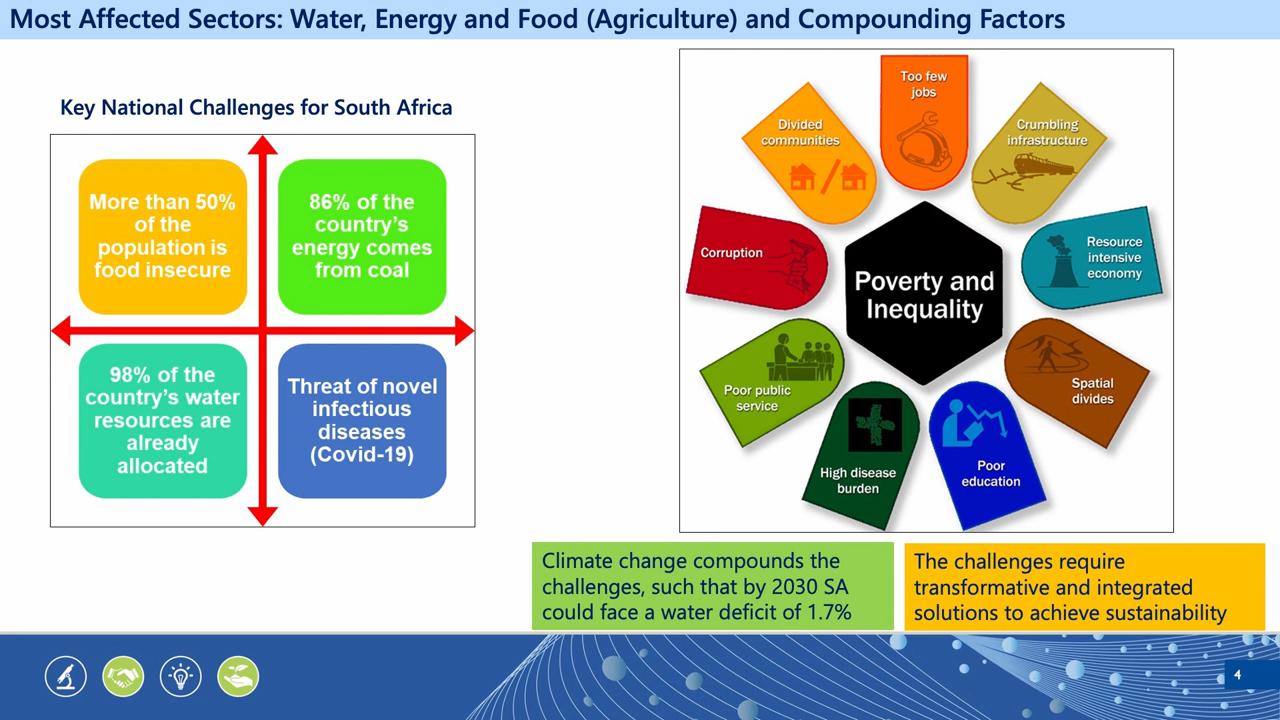 Most Affected Sectors: Water, Energy and Food (Agriculture) and Compounding Factors
Key National Challenges for South Africa
More than 50%
of the
population is
food insecure
86% of the
country's
energy comes
from coal
98% of the
country's water
resources are
already
allocated
Threat of novel
infectious
diseases
(Covid-19)
Too few
jobs
Divided
communities
Crumbling
infrastructure
Corruption
Resource
intensive
economy
Poverty and
Inequality
Poor public
service
Spatial
divides
High disease
burden
Poor
education
Climate change compounds the
challenges, such that by 2030 SA
could face a water deficit of 1.7%
The challenges require
transformative and integrated
solutions to achieve sustainability
4